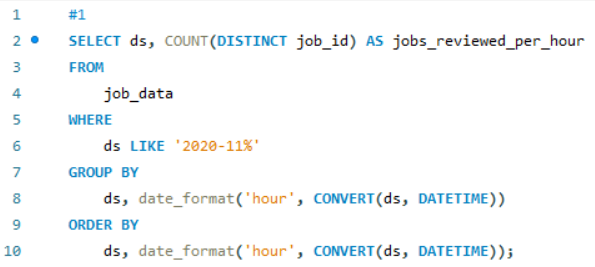 1 #1
2 SELECT ds, COUNT(DISTINCT job_id) AS jobs_reviewed_per_hour
3 FROM
4 job_data
5 WHERE
6 ds LIKE '2020-11%'
7 GROUP BY
8 ds, date_format('hour', CONVERT(ds, DATETIME))
9 ORDER BY
10 ds, date_format('hour', CONVERT(ds, DATETIME));